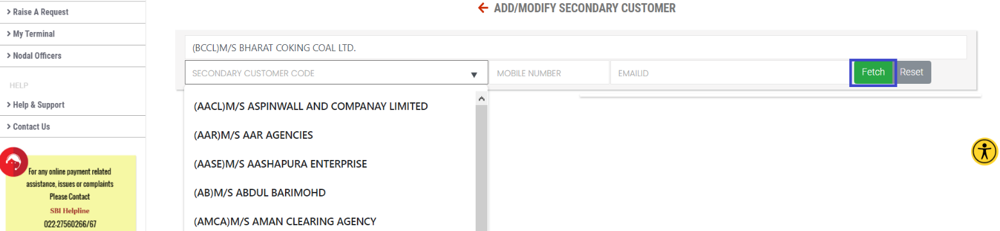 Raise A Request
My Terminal
Nodal Officers
HELP
Help & Support
Contact Us
For any online payment related
assistance, issues or complaints
Please Contact
SBI Helpline
022-27560266/67
ADD/MODIFY SECONDARY CUSTOMER
(BCCL)M/S BHARAT COKING COAL LTD.
SECONDARY CUSTOMER CODE MOBILE NUMBER EMAILID Fetch Reset
(AACL)M/S ASPINWALL AND COMPANAY LIMITED
(AAR)M/S AAR AGENCIES
(AASE)M/S AASHAPURA ENTERPRISE
(AB)M/S ABDUL BARIMOHD
(AMCA)M/S AMAN CLEARING AGENCY